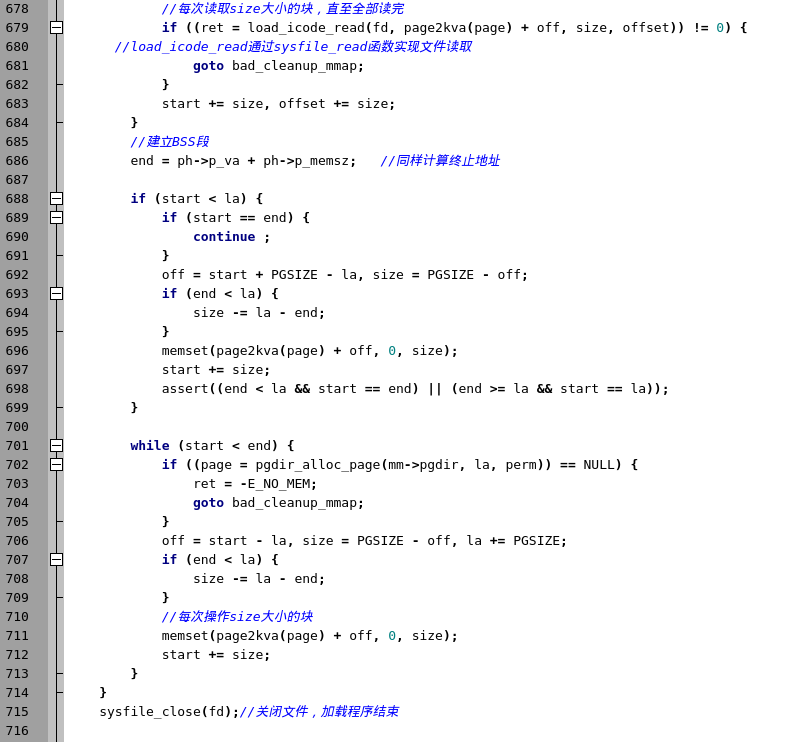 678 //每次读取size大小的块，直至全部读完
679 if ((ret = load_icode_read(fd, page2kva(page) + off, size, offset)) != 0) {
680 //load_icode_read通过sysfile_read函数实现文件读取
681 goto bad_cleanup_mmap;
682 }
683 start += size, offset += size;
684 }
685 //建立BSS段
686 end = ph->p_va + ph->p_memsz;   //同样计算终止地址
687
688 if (start < la) {
689 if (start == end) {
690 continue ;
691 }
692 off = start + PGSIZE - la, size = PGSIZE - off;
693 if (end < la) {
694 size -= la - end;
695 }
696 memset(page2kva(page) + off, 0, size);
697 start += size;
698 assert((end < la && start == end) || (end >= la && start == la));
699 }
700
701 while (start < end) {
702 if ((page = pgdir_alloc_page(mm->pgdir, la, perm)) == NULL) {
703 ret = -E_NO_MEM;
704 goto bad_cleanup_mmap;
705 }
706 off = start - la, size = PGSIZE - off, la += PGSIZE;
707 if (end < la) {
708 size -= la - end;
709 }
710 //每次操作size大小的块
711 memset(page2kva(page) + off, 0, size);
712 start += size;
713 }
714 }
715 sysfile_close(fd);//关闭文件，加载程序结束
716